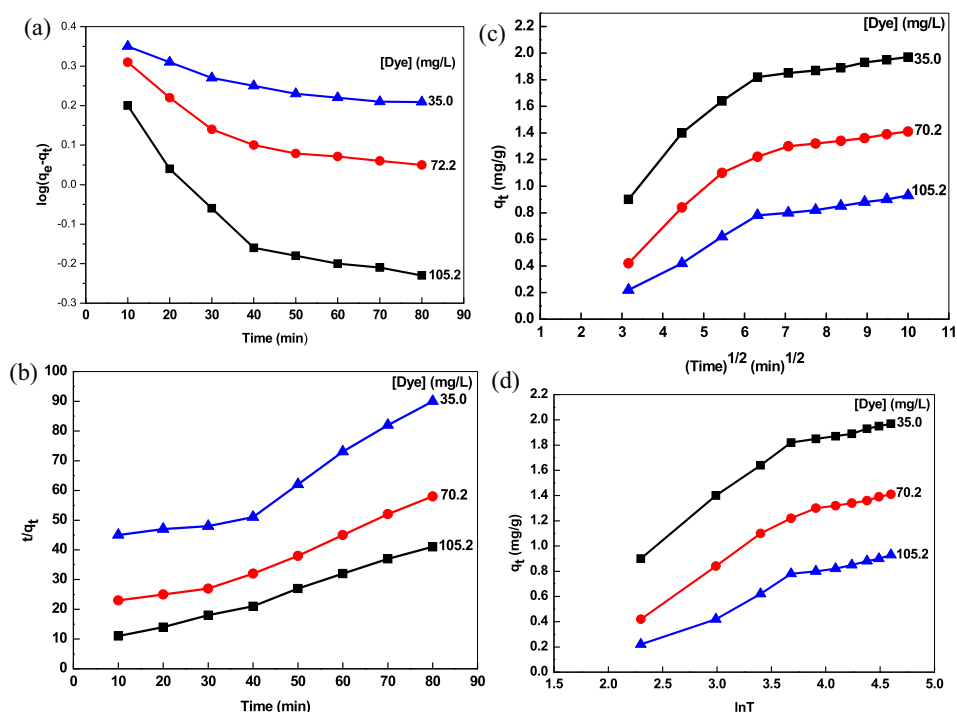 (a)
[Dye] (mg/L)
35.0
72.2
105.2
0.4
0.3
0.2
0.1
0.0
-0.1
-0.2
-0.3
log(qe-qt)
0 10 20 30 40 50 60 70 80 90
Time (min)
(c)
[Dye] (mg/L)
35.0
70.2
105.2
2.2
2.0
1.8
1.6
1.4
1.2
1.0
0.8
0.6
0.4
0.2
0.0
qt (mg/g)
1 2 3 4 5 6 7 8 9 10 11
(Time)1/2 (min)1/2
(b)
[Dye] (mg/L)
35.0
70.2
105.2
100
90
80
70
60
50
40
30
20
10
0
t/qt
0 10 20 30 40 50 60 70 80 90
Time (min)
(d)
[Dye] (mg/L)
35.0
70.2
105.2
2.2
2.0
1.8
1.6
1.4
1.2
1.0
0.8
0.6
0.4
0.2
0.0
qt (mg/g)
1.5 2.0 2.5 3.0 3.5 4.0 4.5 5.0
lnT